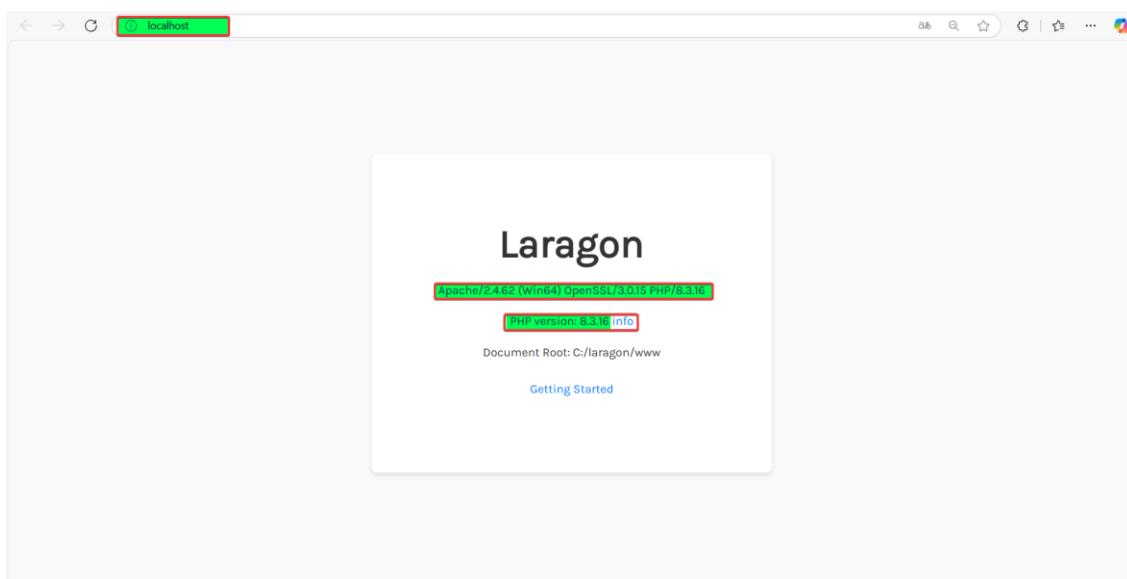 localhost
Laragon
Apache/2.4.62 (Win64) OpenSSL/3.0.15 PHP/8.3.16
PHP version: 8.3.16 info
Document Root: C:/laragon/www
Getting Started